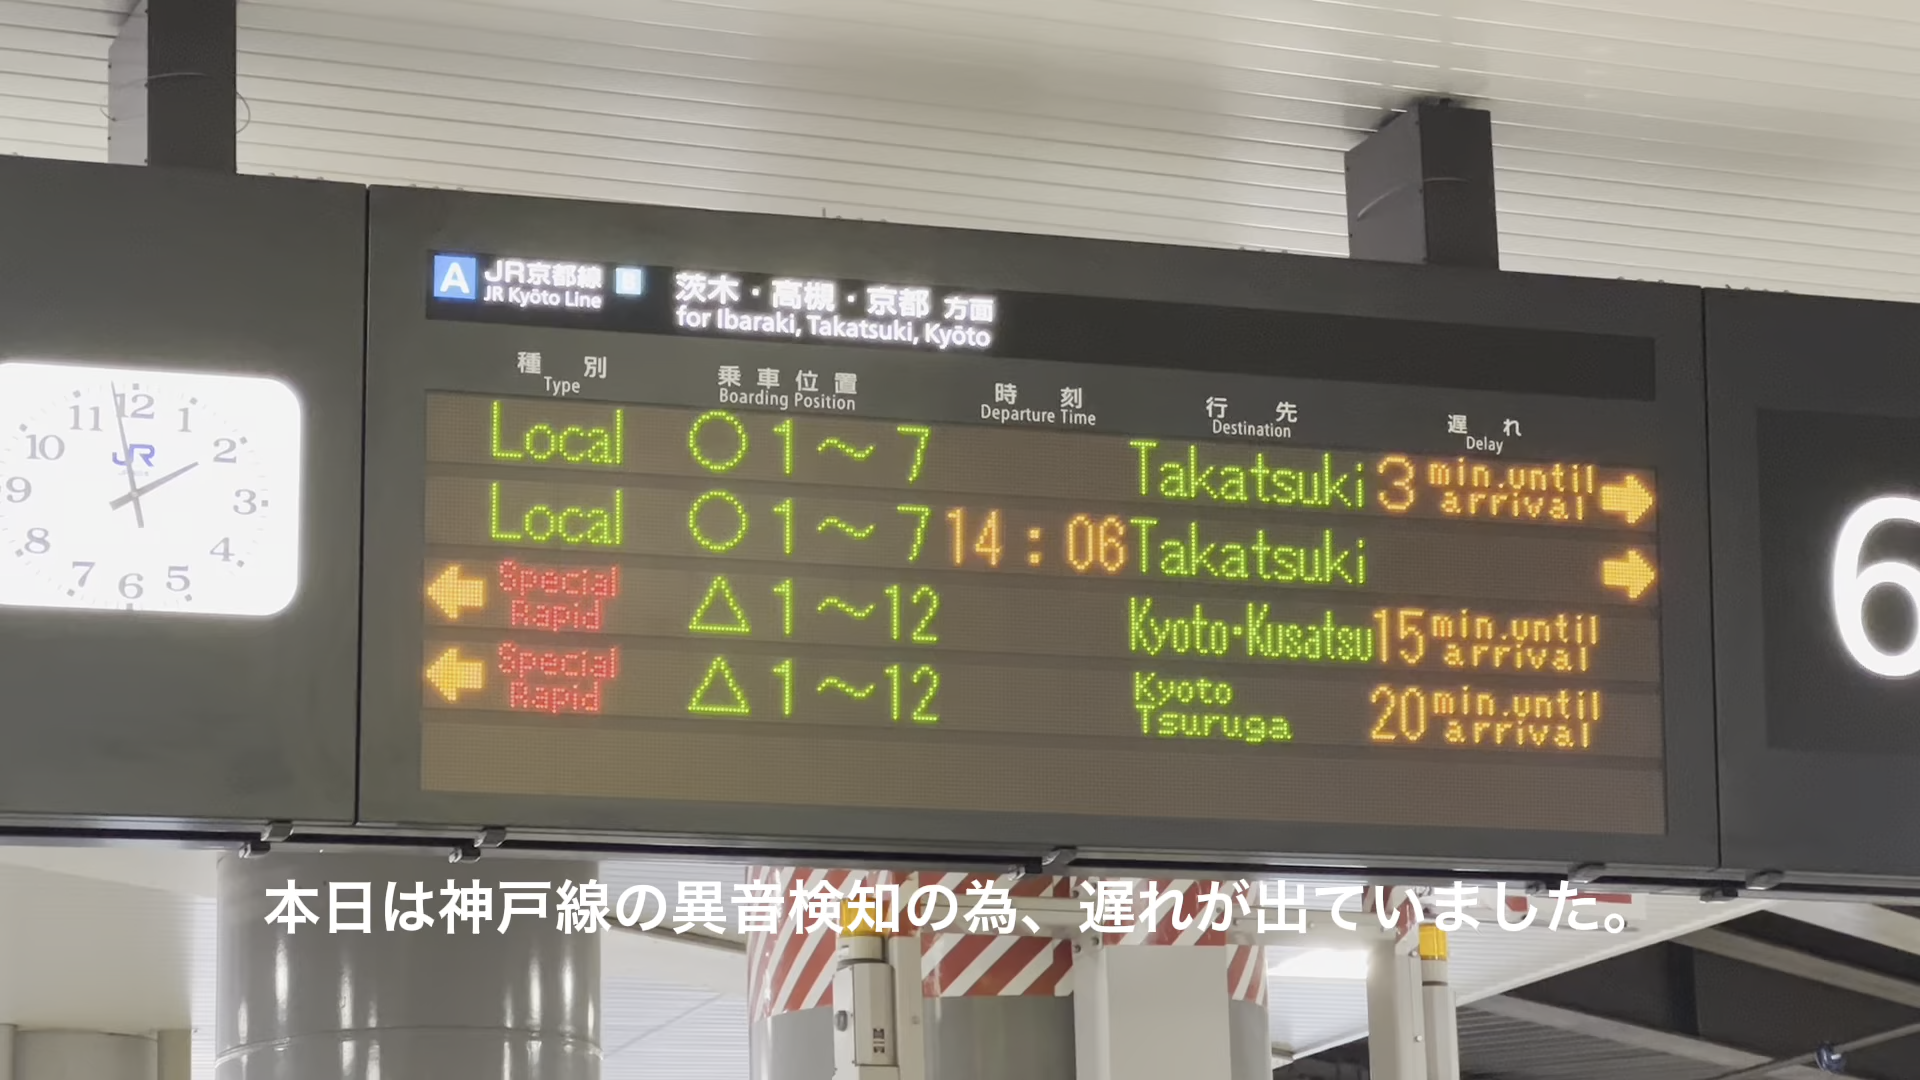 A JR京都線
JR Kyōto Line
茨木・高槻・京都 方面
for Ibaraki, Takatsuki, Kyōto
種別 乗車位置 時刻 行先 遅れ
Type Boarding Position Departure Time Destination Delay
Local ○ 1～7 Takatsuki 3 min.until arrival →
Local ○ 1～7 14:06 Takatsuki →
← Special Rapid △ 1～12 Kyoto・Kusatsu 15 min.until arrival
← Special Rapid △ 1～12 Kyoto Tsuruga 20 min.until arrival
12
11 1
JR
10 2
9 3
8 4
7 6 5
6
本日は神戸線の異音検知の為、遅れが出ていました。